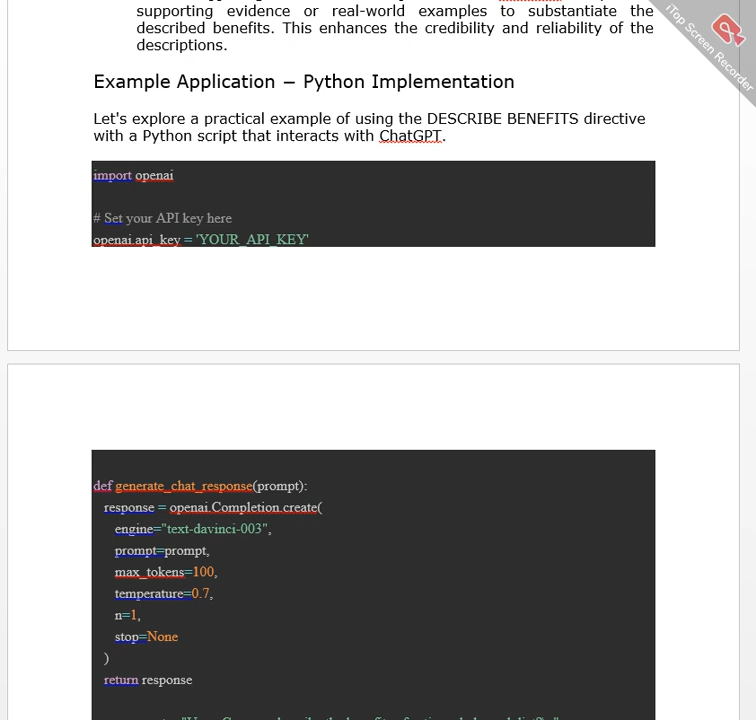 supporting evidence or real-world examples to substantiate the
described benefits. This enhances the credibility and reliability of the
descriptions.
iTop Screen Recorder
Example Application − Python Implementation
Let's explore a practical example of using the DESCRIBE BENEFITS directive
with a Python script that interacts with ChatGPT.
import openai
# Set your API key here
openai.api_key = 'YOUR_API_KEY'
def generate_chat_response(prompt):
response = openai.Completion.create(
engine="text-davinci-003",
prompt=prompt,
max_tokens=100,
temperature=0.7,
n=1,
stop=None
)
return response